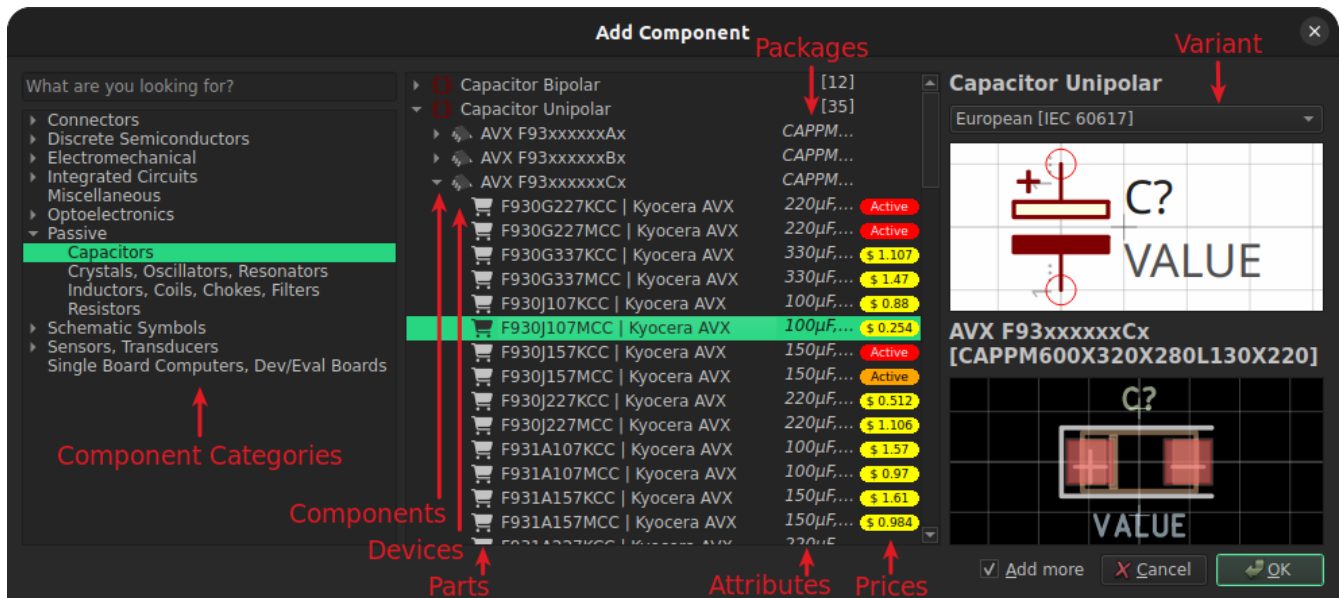 Add Component
Packages
Variant
What are you looking for?
Connectors
Discrete Semiconductors
Electromechanical
Integrated Circuits
Miscellaneous
Optoelectronics
Passive
Capacitors
Crystals, Oscillators, Resonators
Inductors, Coils, Chokes, Filters
Resistors
Schematic Symbols
Sensors, Transducers
Single Board Computers, Dev/Eval Boards
Component Categories
Capacitor Bipolar [12]
Capacitor Unipolar [35]
AVX F93xxxxxxAx CAPPM...
AVX F93xxxxxxBx CAPPM...
AVX F93xxxxxxCx CAPPM...
F930G227KCC | Kyocera AVX 220µF,... Active
F930G227MCC | Kyocera AVX 220µF,... Active
F930G337KCC | Kyocera AVX 330µF,... $ 1.107
F930G337MCC | Kyocera AVX 330µF,... $ 1.47
F930J107KCC | Kyocera AVX 100µF,... $ 0.88
F930J107MCC | Kyocera AVX 100µF,... $ 0.254
F930J157KCC | Kyocera AVX 150µF,... Active
F930J157MCC | Kyocera AVX 150µF,... Active
F930J227KCC | Kyocera AVX 220µF,... $ 0.512
F930J227MCC | Kyocera AVX 220µF,... $ 1.106
F931A107KCC | Kyocera AVX 100µF,... $ 1.57
F931A107MCC | Kyocera AVX 100µF,... $ 0.97
F931A157KCC | Kyocera AVX 150µF,... $ 1.61
F931A157MCC | Kyocera AVX 150µF,... $ 0.984
Components
Devices
Parts
Attributes
Prices
Capacitor Unipolar
European [IEC 60617]
C?
VALUE
AVX F93xxxxxxCx
[CAPPM600X320X280L130X220]
C?
VALUE
Add more
Cancel
OK